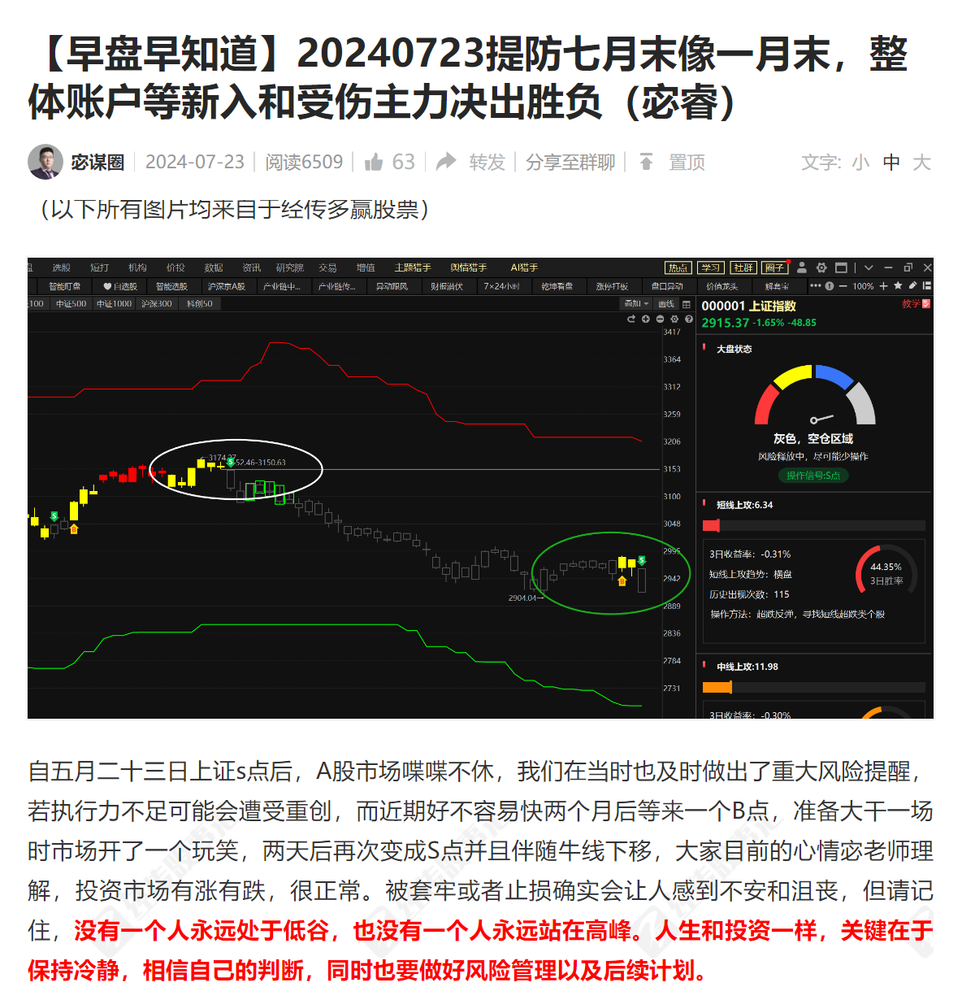 【早盘早知道】20240723提防七月末像一月末，整
体账户等新入和受伤主力决出胜负（宓睿）
宓谋圈 2024-07-23 阅读6509 63 转发 分享至群聊 置顶 文字: 小 中 大
（以下所有图片均来自于经传多赢股票）
选股 短打 机构 价投 数据 资讯 研究院 交易 增值 主题猎手 舆情猎手 AI猎手 热点 学习 社群 圈子
智能盯盘 自选股 智能选股 沪深京A股 产业链中... 产业链传... 异动跟风 财报潜伏 7×24小时 乾坤看盘 涨停打板 盘口异动 价值龙头 解套宝 100%
100 中证500 中证1000 沪深300 科创50 叠加 画线
000001 上证指数 教学
2915.37 -1.65% -48.85
3417
3364
3312
3259
3206
3153
3100
3048
2995
2942
2889
2836
2784
2731
3174.27
52.46-3150.63
S
S
B
B
S
2904.04→
大盘状态
灰色，空仓区域
风险释放中，尽可能少操作
操作信号:S点
短线上攻:6.34
3日收益率：-0.31%
短线上攻趋势：横盘
历史出现次数：115
操作方法：超跌反弹，寻找短线超跌类个股
44.35%
3日胜率
中线上攻:11.98
3日收益率：-0.30%
自五月二十三日上证s点后，A股市场喋喋不休，我们在当时也及时做出了重大风险提醒，
若执行力不足可能会遭受重创，而近期好不容易快两个月后等来一个B点，准备大干一场
时市场开了一个玩笑，两天后再次变成S点并且伴随牛线下移，大家目前的心情宓老师理
解，投资市场有涨有跌，很正常。被套牢或者止损确实会让人感到不安和沮丧，但请记
住，没有一个人永远处于低谷，也没有一个人永远站在高峰。人生和投资一样，关键在于
保持冷静，相信自己的判断，同时也要做好风险管理以及后续计划。